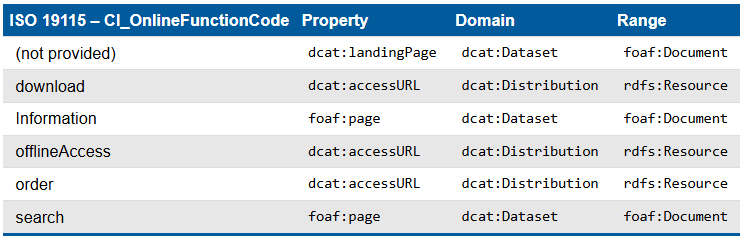 ISO 19115 – CI_OnlineFunctionCode Property Domain Range
(not provided) dcat:landingPage dcat:Dataset foaf:Document
download dcat:accessURL dcat:Distribution rdfs:Resource
Information foaf:page dcat:Dataset foaf:Document
offlineAccess dcat:accessURL dcat:Distribution rdfs:Resource
order dcat:accessURL dcat:Distribution rdfs:Resource
search foaf:page dcat:Dataset foaf:Document